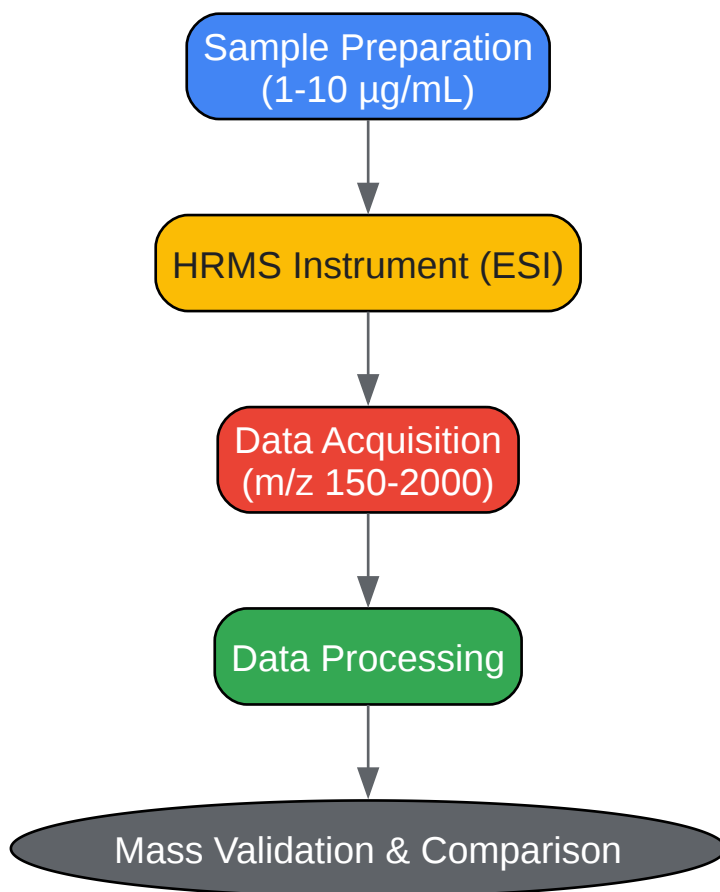 Sample Preparation
(1-10 µg/mL)
HRMS Instrument (ESI)
Data Acquisition
(m/z 150-2000)
Data Processing
Mass Validation & Comparison